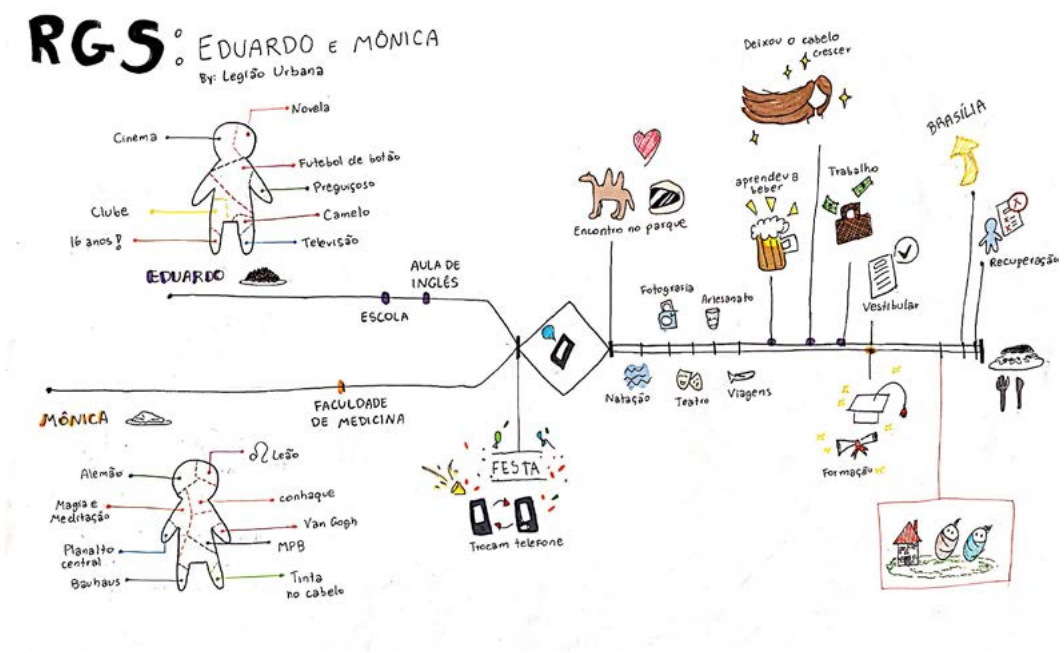 RGS: EDUARDO E MÔNICA
By: Legião Urbana
Novela
Cinema
Futebol de botão
Preguiçoso
Clube
Camelo
16 anos!
Televisão
EDUARDO
ESCOLA
AULA DE
INGLÊS
MÔNICA
FACULDADE
DE MEDICINA
Leão
Alemão
conhaque
Magia e
Meditação
Van Gogh
MPB
Planalto
central
Bauhaus
Tinta
no cabelo
FESTA
Trocam telefone
Encontro no parque
Fotografia
Artesanato
Natação
Teatro
Viagens
aprendeu a
beber
Deixou o cabelo
crescer
Trabalho
Vestibular
Formação
BRASÍLIA
Recuperação